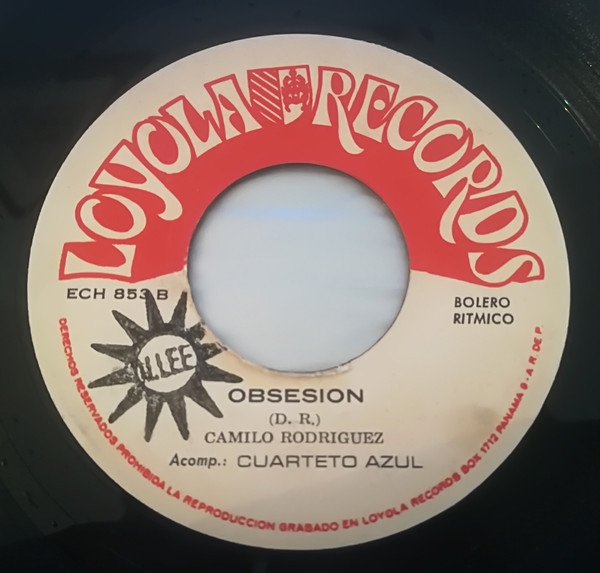 LOYOLA RECORDS
ECH 853 B
BOLERO
RITMICO
OBSESION
(D. R.)
CAMILO RODRIGUEZ
Acomp.: CUARTETO AZUL
DERECHOS RESERVADOS PROHIBIDA LA REPRODUCCION GRABADO EN LOYOLA RECORDS BOX 1712 PANAMA 9 - A R. DE P.